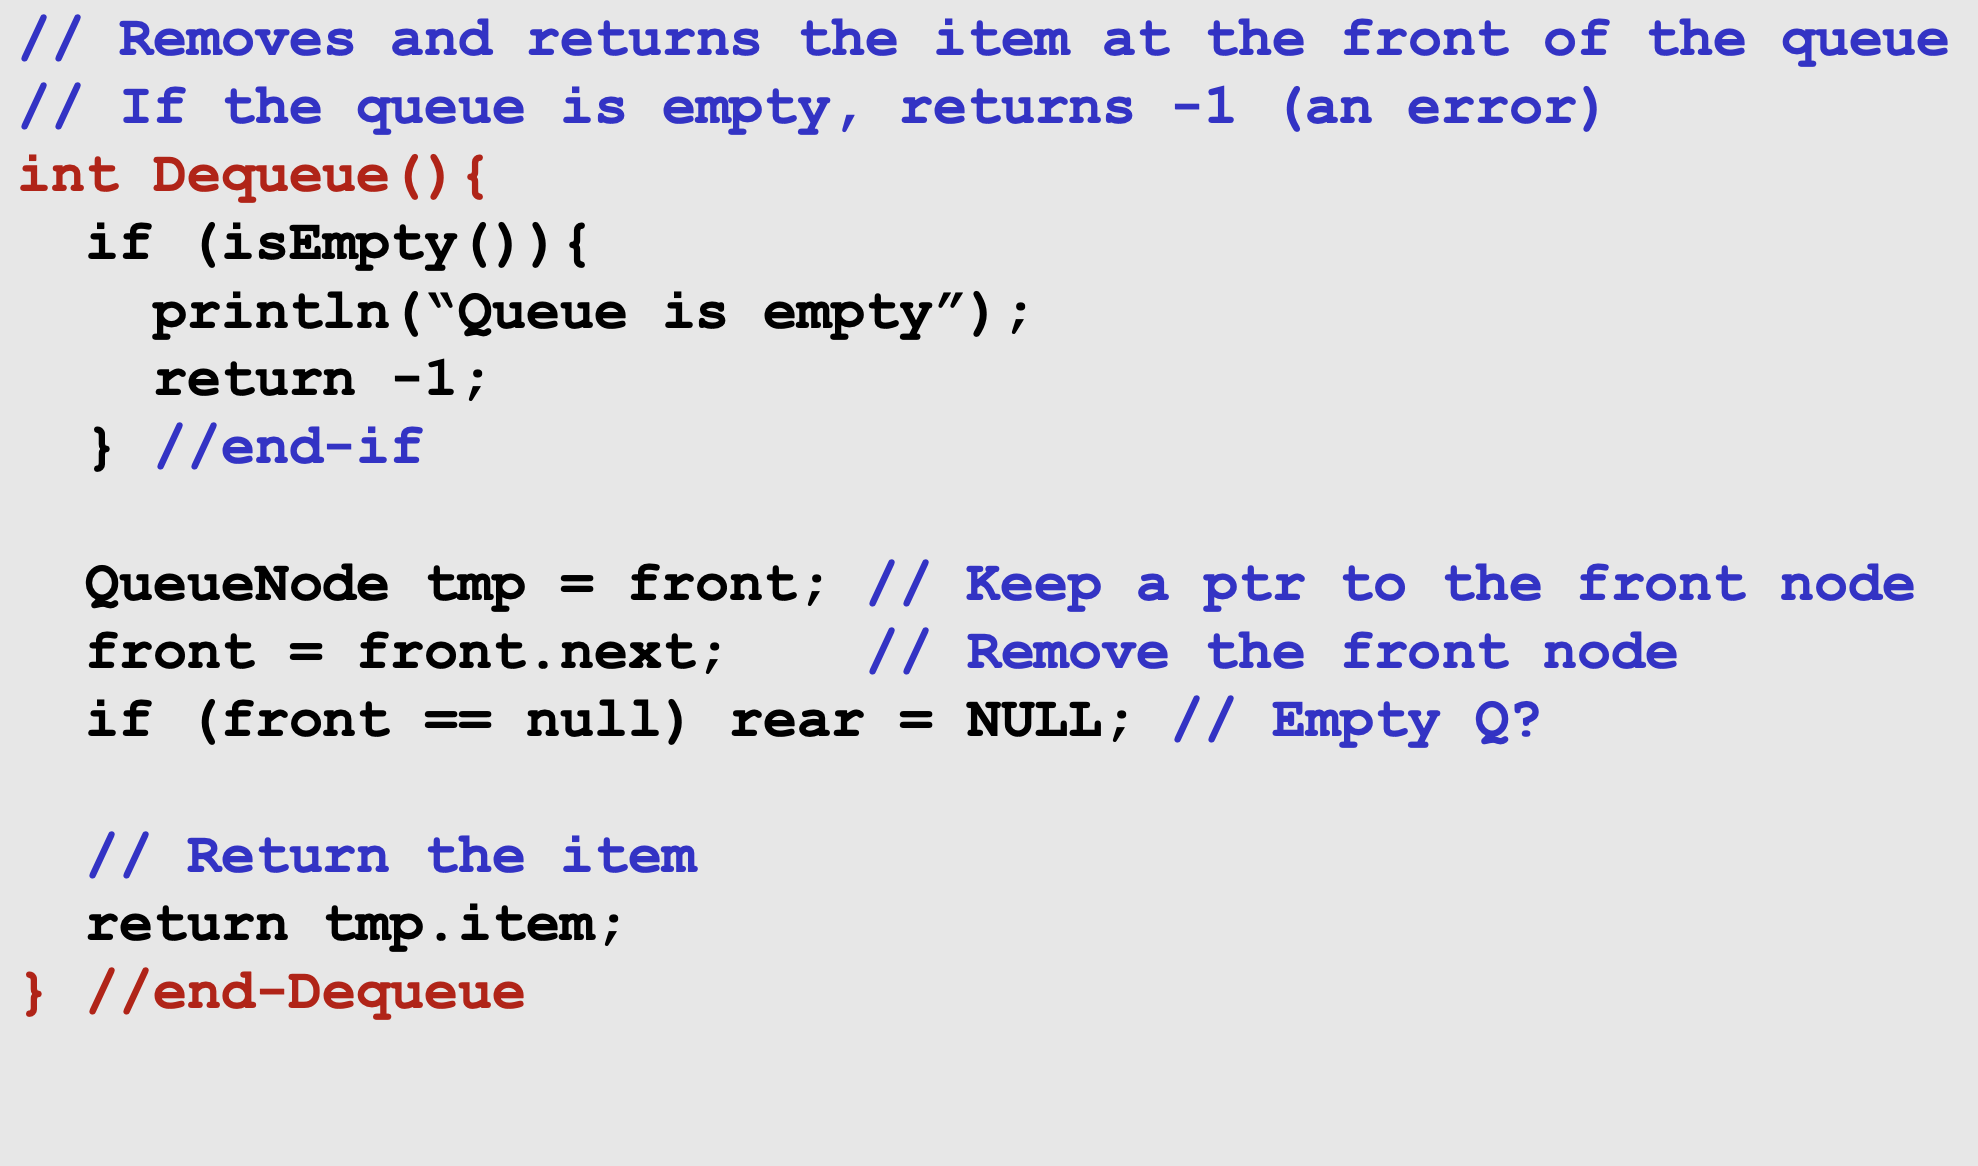 // Removes and returns the item at the front of the queue
// If the queue is empty, returns -1 (an error)
int Dequeue(){
  if (isEmpty()){
    println(“Queue is empty”);
    return -1;
  } //end-if
  QueueNode tmp = front; // Keep a ptr to the front node
  front = front.next;    // Remove the front node
  if (front == null) rear = NULL; // Empty Q?
  // Return the item
  return tmp.item;
} //end-Dequeue